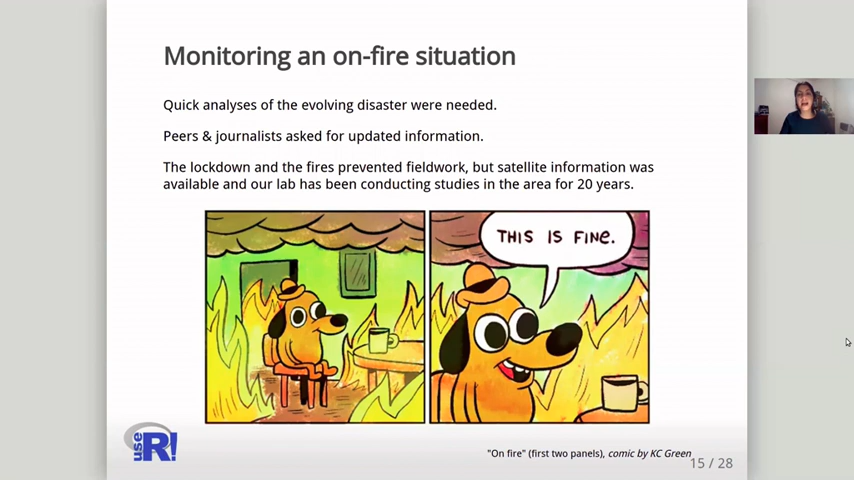 Monitoring an on-fire situation
Quick analyses of the evolving disaster were needed.
Peers & journalists asked for updated information.
The lockdown and the fires prevented fieldwork, but satellite information was
available and our lab has been conducting studies in the area for 20 years.
THIS IS FINE.
useR!
"On fire" (first two panels), comic by KC Green
15 / 28